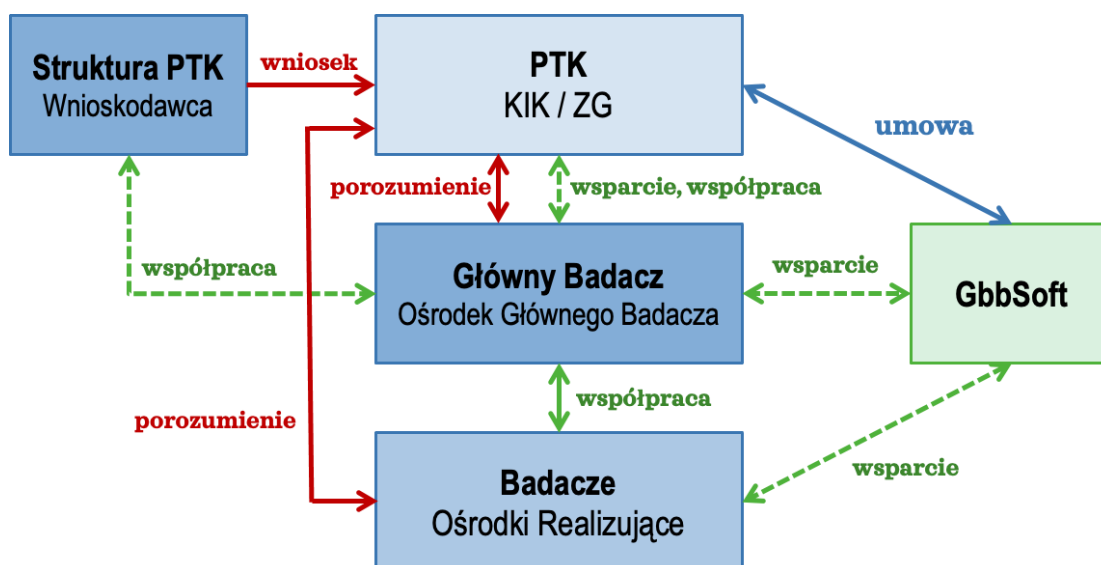 Struktura PTK
Wnioskodawca
wniosek
PTK
KIK / ZG
umowa
porozumienie
wsparcie, współpraca
współpraca
Główny Badacz
Ośrodek Głównego Badacza
wsparcie
GbbSoft
współpraca
porozumienie
wsparcie
Badacze
Ośrodki Realizujące